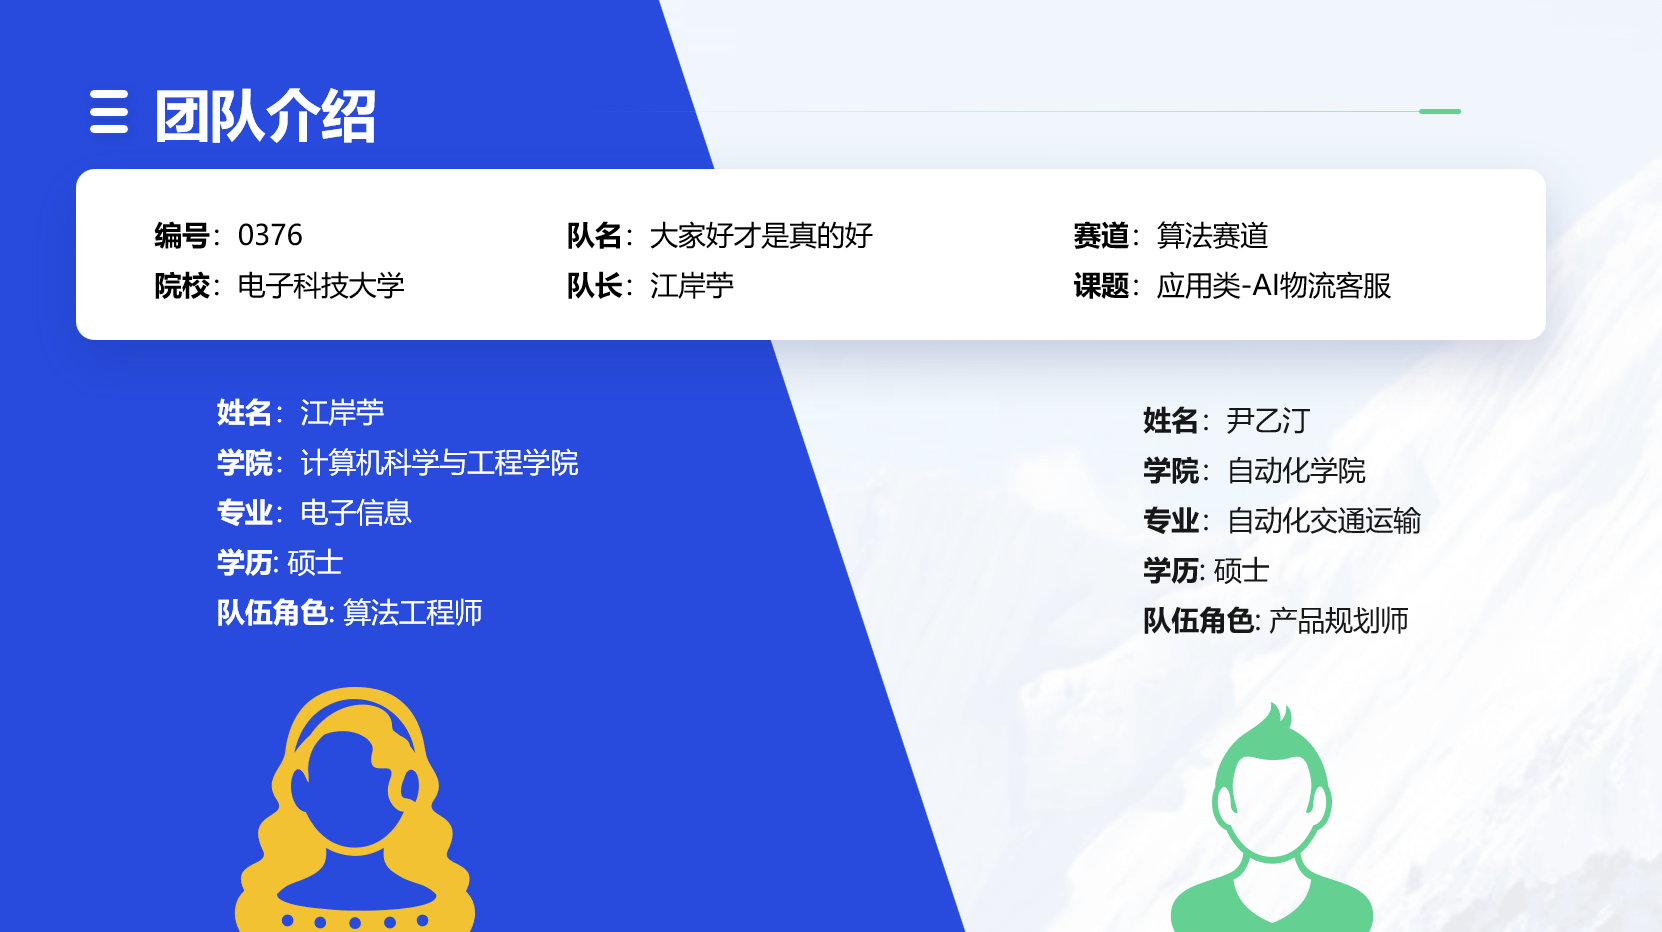 团队介绍
编号：0376
队名：大家好才是真的好
赛道：算法赛道
院校：电子科技大学
队长：江岸苧
课题：应用类-AI物流客服
姓名：江岸苧
学院：计算机科学与工程学院
专业：电子信息
学历: 硕士
队伍角色: 算法工程师
姓名：尹乙汀
学院：自动化学院
专业：自动化交通运输
学历: 硕士
队伍角色: 产品规划师